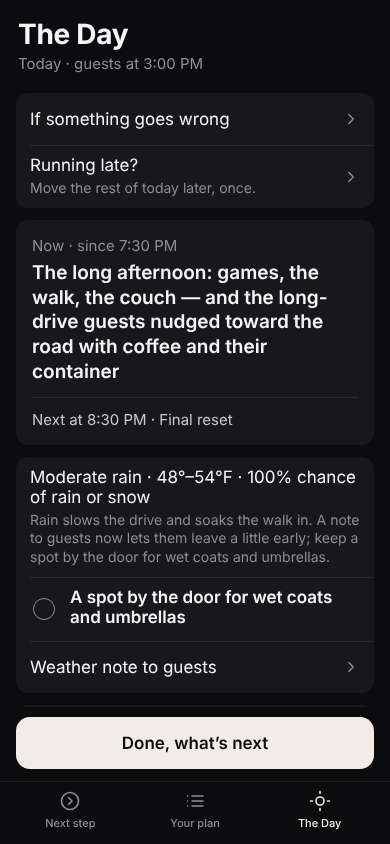 The Day
Today · guests at 3:00 PM
If something goes wrong
Running late?
Move the rest of today later, once.
Now · since 7:30 PM
The long afternoon: games, the
walk, the couch — and the long-
drive guests nudged toward the
road with coffee and their
container
Next at 8:30 PM · Final reset
Moderate rain · 48°–54°F · 100% chance
of rain or snow
Rain slows the drive and soaks the walk in. A note
to guests now lets them leave a little early; keep a
spot by the door for wet coats and umbrellas.
A spot by the door for wet coats
and umbrellas
Weather note to guests
Done, what’s next
Next step
Your plan
The Day